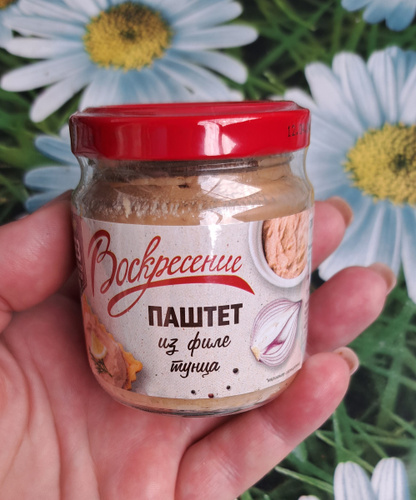 Воскресение
ПАШТЕТ
из филе
тунца